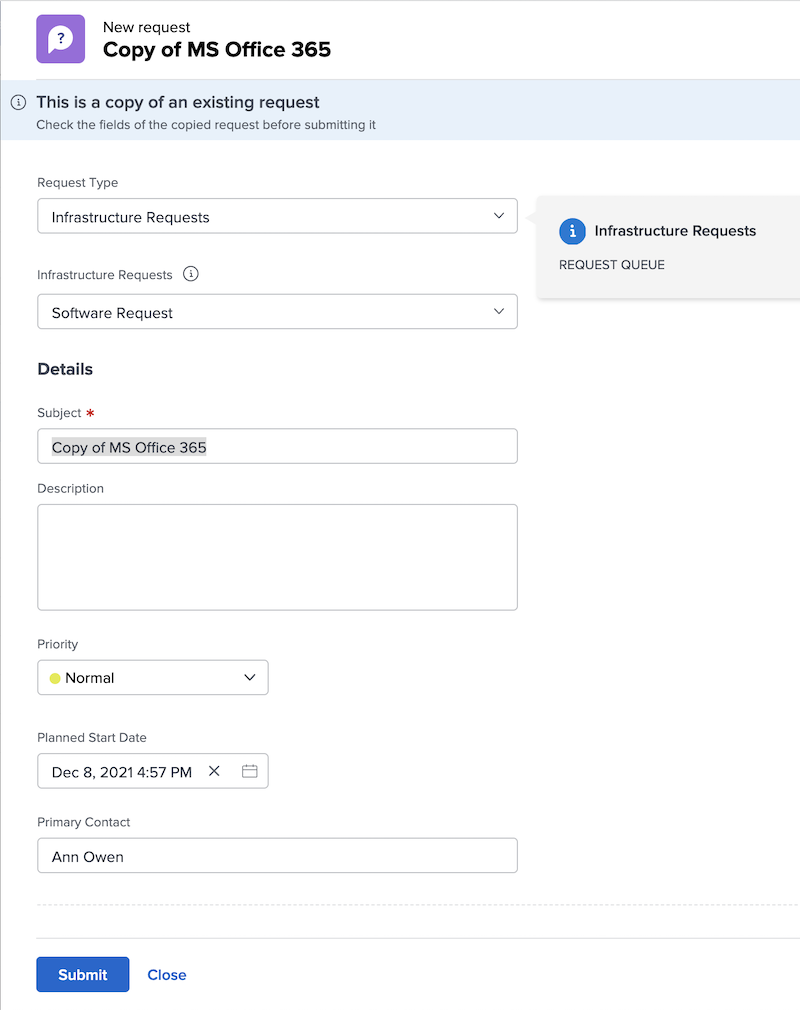 New request
Copy of MS Office 365
This is a copy of an existing request
Check the fields of the copied request before submitting it
Request Type
Infrastructure Requests
Infrastructure Requests
REQUEST QUEUE
Infrastructure Requests
Software Request
Details
Subject *
Copy of MS Office 365
Description
Priority
Normal
Planned Start Date
Dec 8, 2021 4:57 PM
Primary Contact
Ann Owen
Submit Close